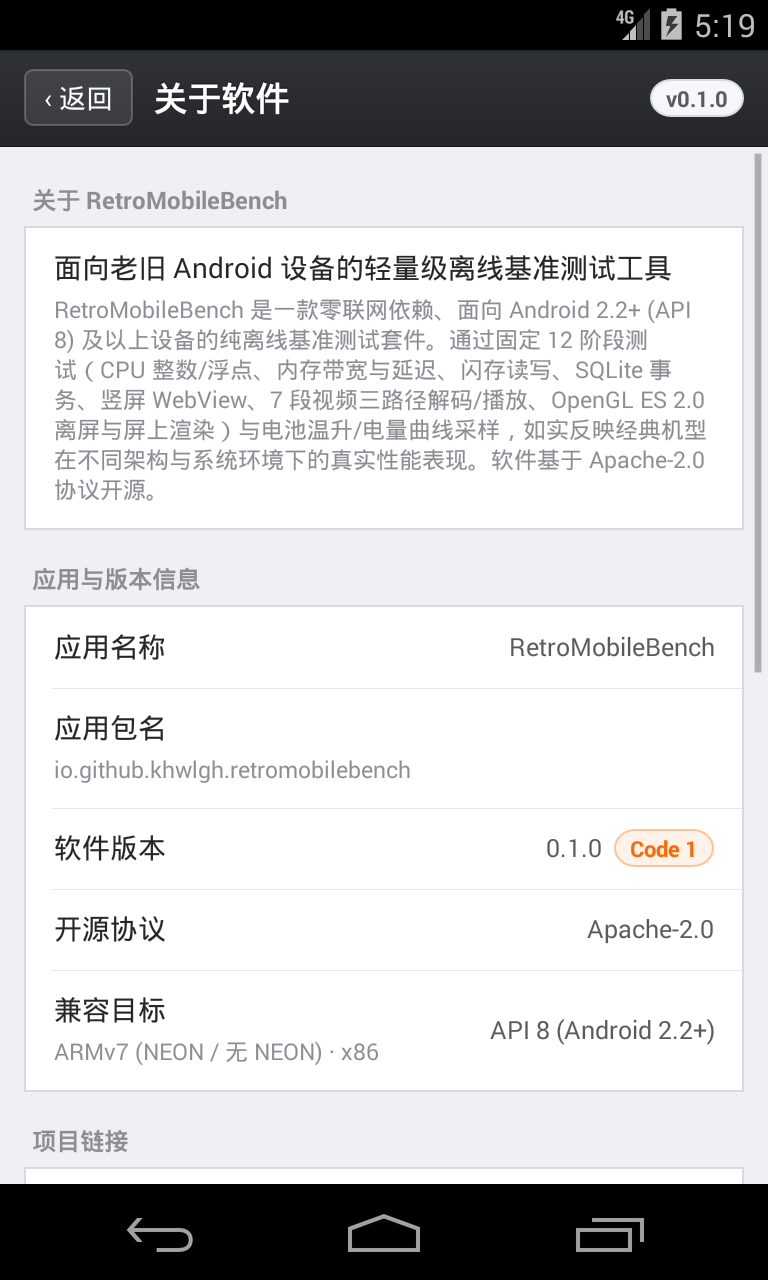 4G 5:19
‹ 返回 关于软件 v0.1.0
关于 RetroMobileBench
面向老旧 Android 设备的轻量级离线基准测试工具
RetroMobileBench 是一款零联网依赖、面向 Android 2.2+ (API
8) 及以上设备的纯离线基准测试套件。通过固定 12 阶段测
试（CPU 整数/浮点、内存带宽与延迟、闪存读写、SQLite 事
务、竖屏 WebView、7 段视频三路径解码/播放、OpenGL ES 2.0
离屏与屏上渲染）与电池温升/电量曲线采样，如实反映经典机型
在不同架构与系统环境下的真实性能表现。软件基于 Apache-2.0
协议开源。
应用与版本信息
应用名称 RetroMobileBench
应用包名
io.github.khwlgh.retromobilebench
软件版本 0.1.0 Code 1
开源协议 Apache-2.0
兼容目标 API 8 (Android 2.2+)
ARMv7 (NEON / 无 NEON) · x86
项目链接